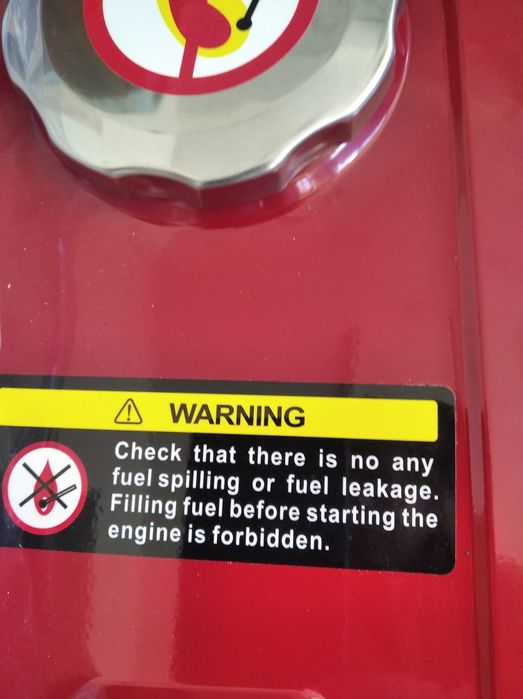 WARNING
Check that there is no any
fuel spilling or fuel leakage.
Filling fuel before starting the
engine is forbidden.